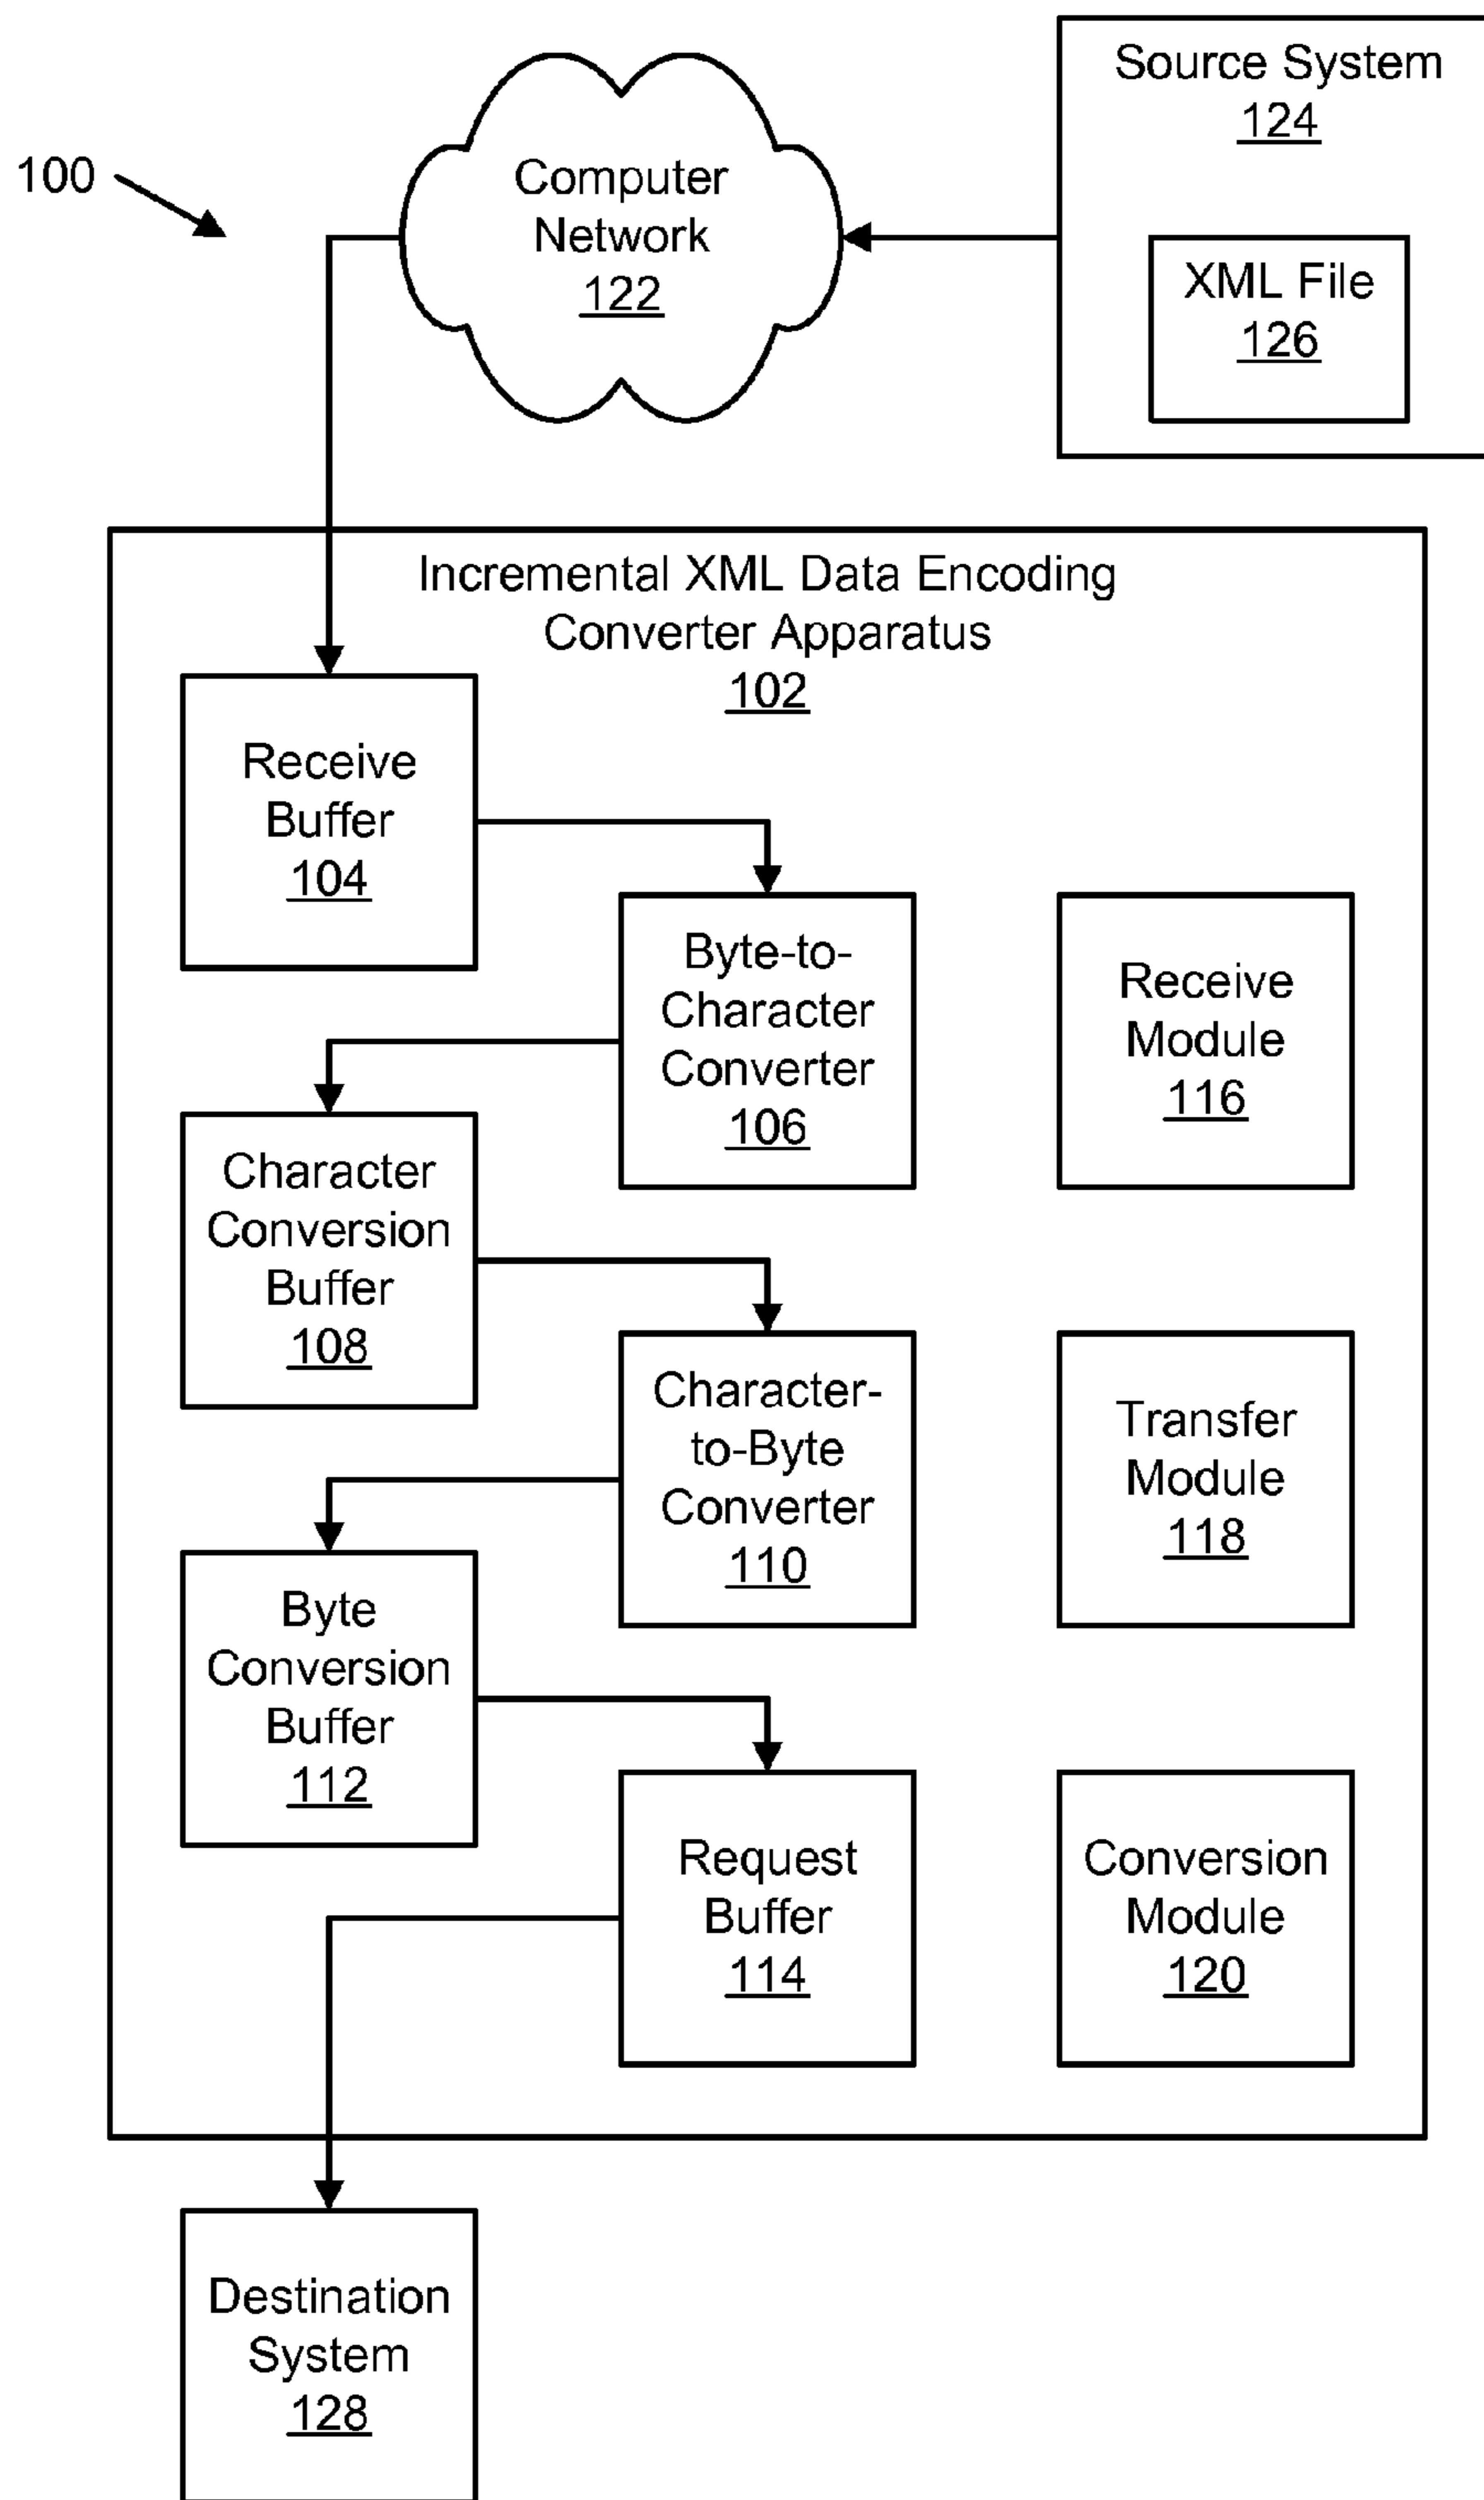 Source System
124
100
Computer
Network
122
XML File
126
Incremental XML Data Encoding
Converter Apparatus
102
Receive
Buffer
104
Byte-to-
Character
Converter
106
Receive
Module
116
Character
Conversion
Buffer
108
Character-
to-Byte
Converter
110
Transfer
Module
118
Byte
Conversion
Buffer
112
Request
Buffer
114
Conversion
Module
120
Destination
System
128